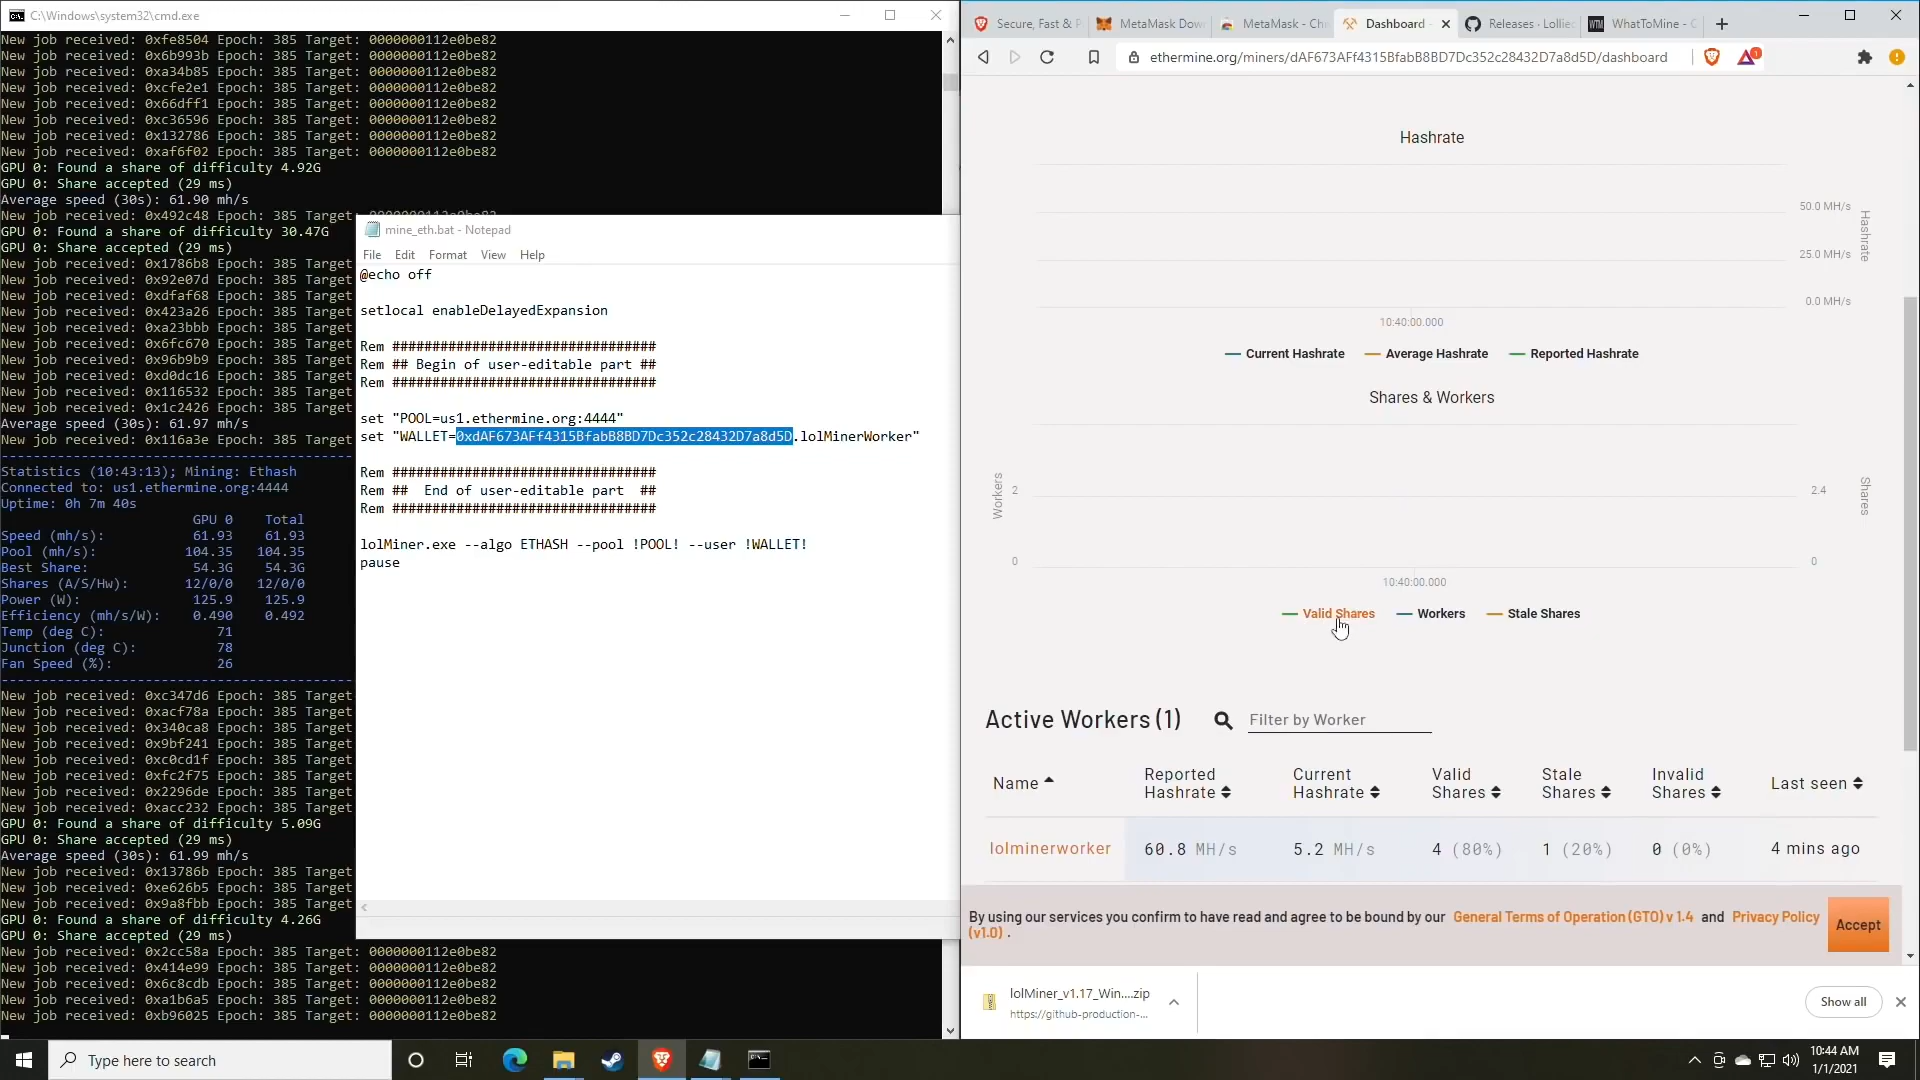 C:\Windows\system32\cmd.exe
New job received: 0xfe8504 Epoch: 385 Target: 0000000112e0be82
New job received: 0x6b993b Epoch: 385 Target: 0000000112e0be82
New job received: 0xa34b85 Epoch: 385 Target: 0000000112e0be82
New job received: 0xcfe2e1 Epoch: 385 Target: 0000000112e0be82
New job received: 0x66dff1 Epoch: 385 Target: 0000000112e0be82
New job received: 0xc36596 Epoch: 385 Target: 0000000112e0be82
New job received: 0x132786 Epoch: 385 Target: 0000000112e0be82
New job received: 0xaf6f02 Epoch: 385 Target: 0000000112e0be82
GPU 0: Found a share of difficulty 4.92G
GPU 0: Share accepted (29 ms)
Average speed (30s): 61.90 mh/s
New job received: 0x492c48 Epoch: 385 Target: 0000000112e0be82
GPU 0: Found a share of difficulty 30.47G
GPU 0: Share accepted (29 ms)
New job received: 0x1786b8 Epoch: 385 Target
New job received: 0x92e07d Epoch: 385 Target
New job received: 0xdfaf68 Epoch: 385 Target
New job received: 0x423a26 Epoch: 385 Target
New job received: 0xa23bbb Epoch: 385 Target
New job received: 0x6fc670 Epoch: 385 Target
New job received: 0x96b9b9 Epoch: 385 Target
New job received: 0xd0dc16 Epoch: 385 Target
New job received: 0x116532 Epoch: 385 Target
New job received: 0x1c2426 Epoch: 385 Target
Average speed (30s): 61.97 mh/s
New job received: 0x116a3e Epoch: 385 Target
Statistics (10:43:13); Mining: Ethash
Connected to: us1.ethermine.org:4444
Uptime: 0h 7m 40s
GPU 0 Total
Speed (mh/s): 61.93 61.93
Pool (mh/s): 104.35 104.35
Best Share: 54.3G 54.3G
Shares (A/S/Hw): 12/0/0 12/0/0
Power (W): 125.9 125.9
Efficiency (mh/s/W): 0.490 0.492
Temp (deg C): 71
Junction (deg C): 78
Fan Speed (%): 26
New job received: 0xc347d6 Epoch: 385 Target
New job received: 0xacf78a Epoch: 385 Target
New job received: 0x340ca8 Epoch: 385 Target
New job received: 0x9bf241 Epoch: 385 Target
New job received: 0xc0cd1f Epoch: 385 Target
New job received: 0xfc2f75 Epoch: 385 Target
New job received: 0x2296de Epoch: 385 Target
New job received: 0xacc232 Epoch: 385 Target
GPU 0: Found a share of difficulty 5.09G
GPU 0: Share accepted (29 ms)
Average speed (30s): 61.99 mh/s
New job received: 0x13786b Epoch: 385 Target
New job received: 0xe626b5 Epoch: 385 Target
New job received: 0x9a8fbb Epoch: 385 Target
GPU 0: Found a share of difficulty 4.26G
GPU 0: Share accepted (29 ms)
New job received: 0x2cc58a Epoch: 385 Target: 0000000112e0be82
New job received: 0x414e99 Epoch: 385 Target: 0000000112e0be82
New job received: 0x6c8cdb Epoch: 385 Target: 0000000112e0be82
New job received: 0xa1b6a5 Epoch: 385 Target: 0000000112e0be82
New job received: 0xb96025 Epoch: 385 Target: 0000000112e0be82
mine_eth.bat - Notepad
File Edit Format View Help
@echo off
setlocal enableDelayedExpansion
Rem #################################
Rem ## Begin of user-editable part ##
Rem #################################
set "POOL=us1.ethermine.org:4444"
set "WALLET=0xdAF673AFf4315BfabB8BD7Dc352c28432D7a8d5D.lolMinerWorker"
Rem #################################
Rem ##  End of user-editable part  ##
Rem #################################
lolMiner.exe --algo ETHASH --pool !POOL! --user !WALLET!
pause
Secure, Fast & P MetaMask Dow MetaMask - Ch Dashboard - Releases · Lollie WhatToMine - C
ethermine.org/miners/dAF673AFf4315BfabB8BD7Dc352c28432D7a8d5D/dashboard
Hashrate
50.0 MH/s
25.0 MH/s
0.0 MH/s
Hashrate
10:40:00.000
Current Hashrate Average Hashrate Reported Hashrate
Shares & Workers
Workers
2
0
2.4
0
Shares
10:40:00.000
Valid Shares Workers Stale Shares
Active Workers (1) Filter by Worker
Name Reported Hashrate Current Hashrate Valid Shares Stale Shares Invalid Shares Last seen
lolminerworker 60.8 MH/s 5.2 MH/s 4 (80%) 1 (20%) 0 (0%) 4 mins ago
By using our services you confirm to have read and agree to be bound by our General Terms of Operation (GTO) v 1.4 and Privacy Policy
(v1.0) .
Accept
lolMiner_v1.17_Win....zip
https://github-production-...
Show all
Type here to search
10:44 AM
1/1/2021